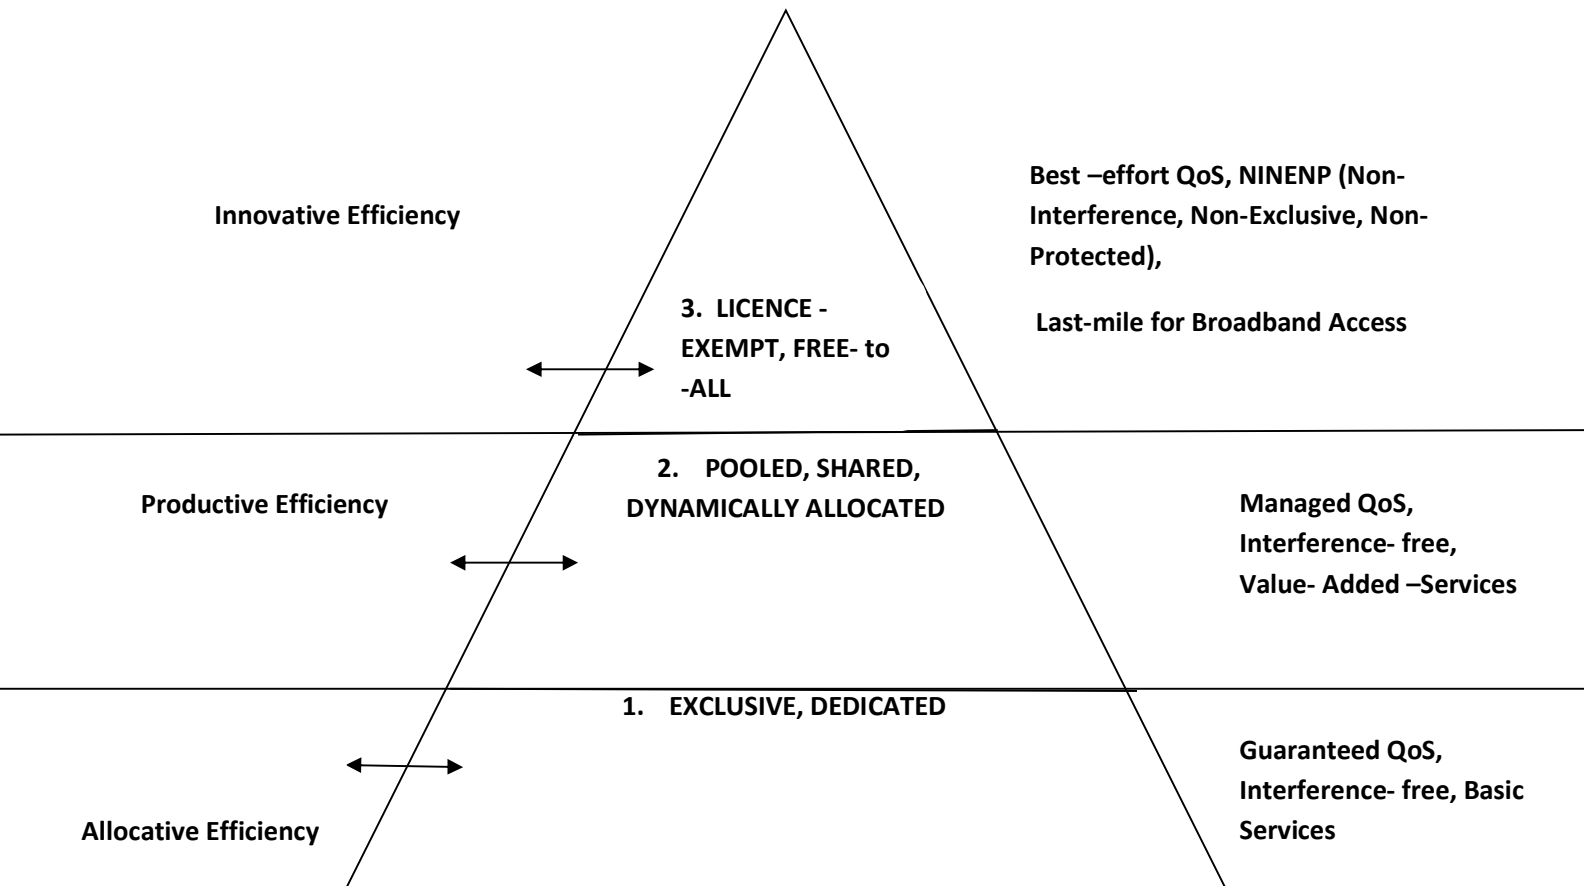 Innovative Efficiency
3. LICENCE -
EXEMPT, FREE- to
-ALL
Best –effort QoS, NINENP (Non-
Interference, Non-Exclusive, Non-
Protected),
Last-mile for Broadband Access
Productive Efficiency
2. POOLED, SHARED,
DYNAMICALLY ALLOCATED
Managed QoS,
Interference- free,
Value- Added –Services
Allocative Efficiency
1. EXCLUSIVE, DEDICATED
Guaranteed QoS,
Interference- free, Basic
Services